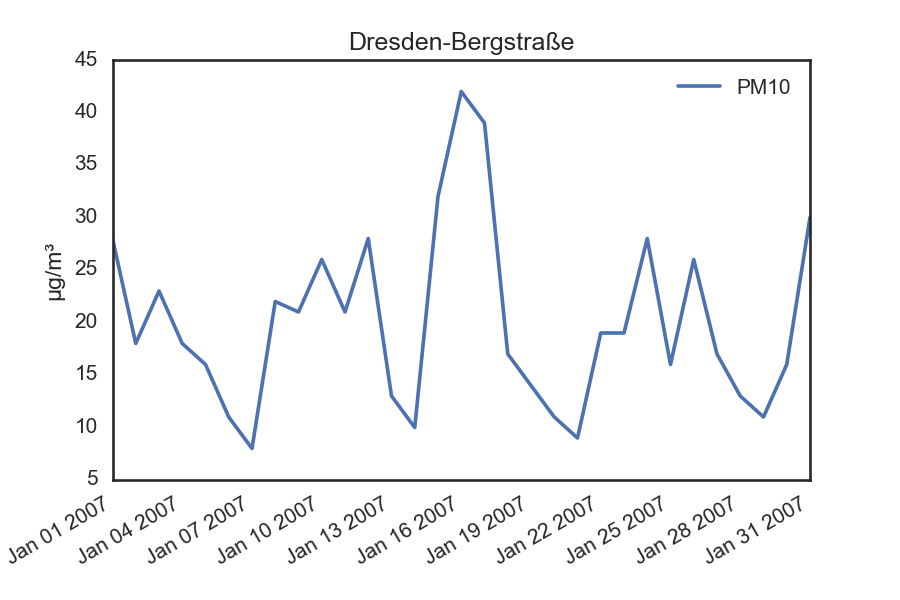 Dresden-Bergstraße
45
40
35
30
25
20
15
10
5
µg/m³
PM10
Jan 01 2007
Jan 04 2007
Jan 07 2007
Jan 10 2007
Jan 13 2007
Jan 16 2007
Jan 19 2007
Jan 22 2007
Jan 25 2007
Jan 28 2007
Jan 31 2007